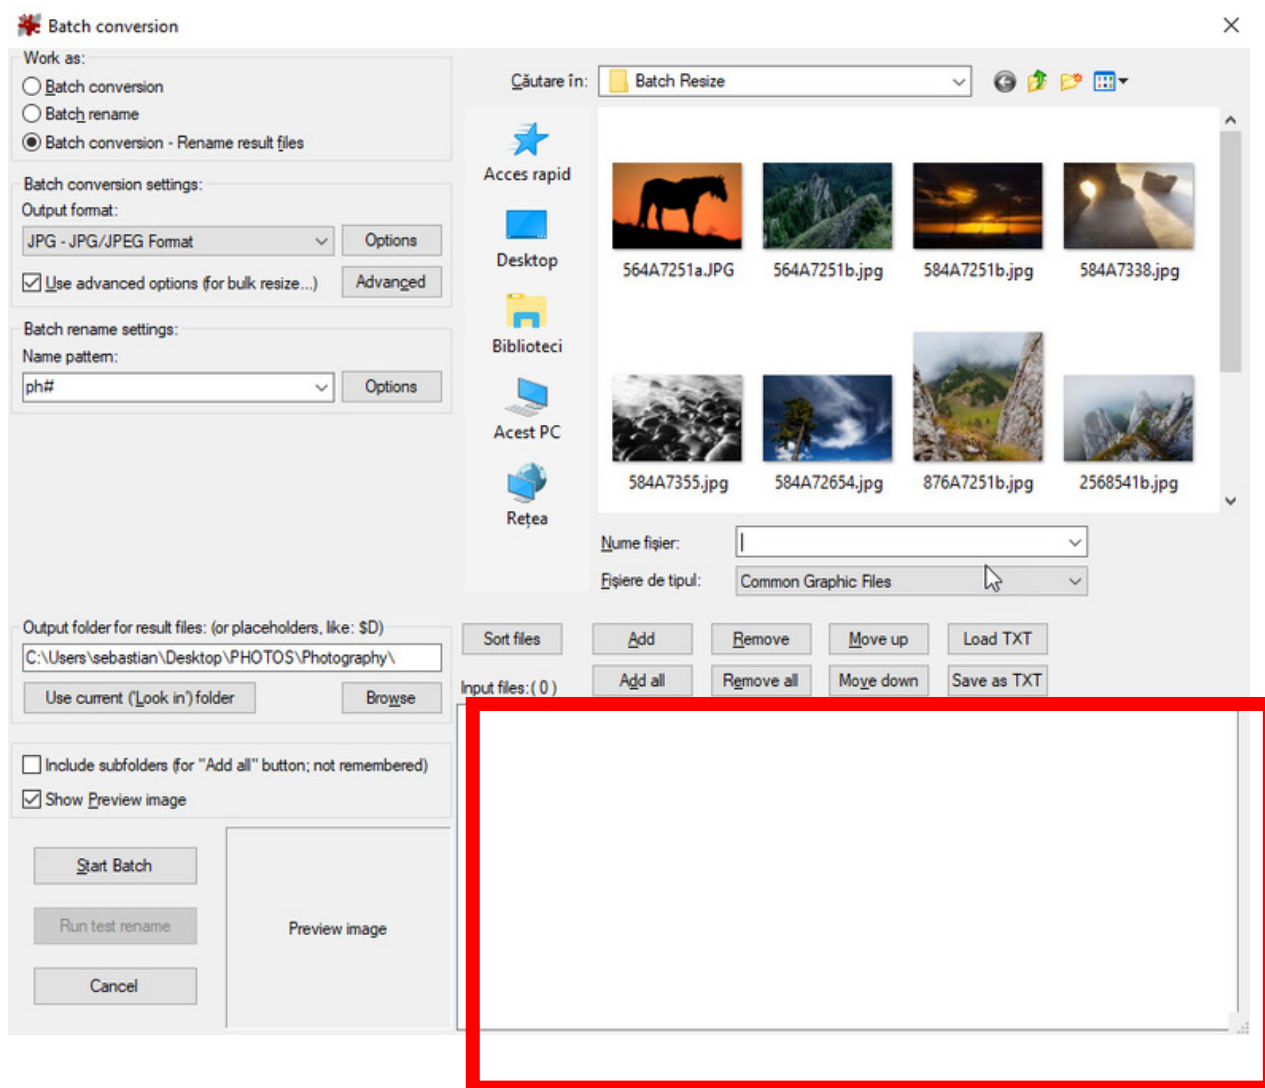 Batch conversion
Work as:
Batch conversion
Batch rename
Batch conversion - Rename result files
Batch conversion settings:
Output format:
JPG - JPG/JPEG Format
Options
Use advanced options (for bulk resize...)
Advanced
Batch rename settings:
Name pattern:
ph#
Options
Output folder for result files: (or placeholders, like: $D)
C:\Users\sebastian\Desktop\PHOTOS\Photography\
Use current ('Look in') folder
Browse
Include subfolders (for "Add all" button; not remembered)
Show Preview image
Start Batch
Run test rename
Cancel
Preview image
Căutare în:
Batch Resize
Acces rapid
Desktop
Biblioteci
Acest PC
Rețea
564A7251a.JPG
564A7251b.jpg
584A7251b.jpg
584A7338.jpg
584A7355.jpg
584A72654.jpg
876A7251b.jpg
2568541b.jpg
Nume fișier:
Fișiere de tipul:
Common Graphic Files
Sort files
Add
Remove
Move up
Load TXT
Input files: ( 0 )
Add all
Remove all
Move down
Save as TXT